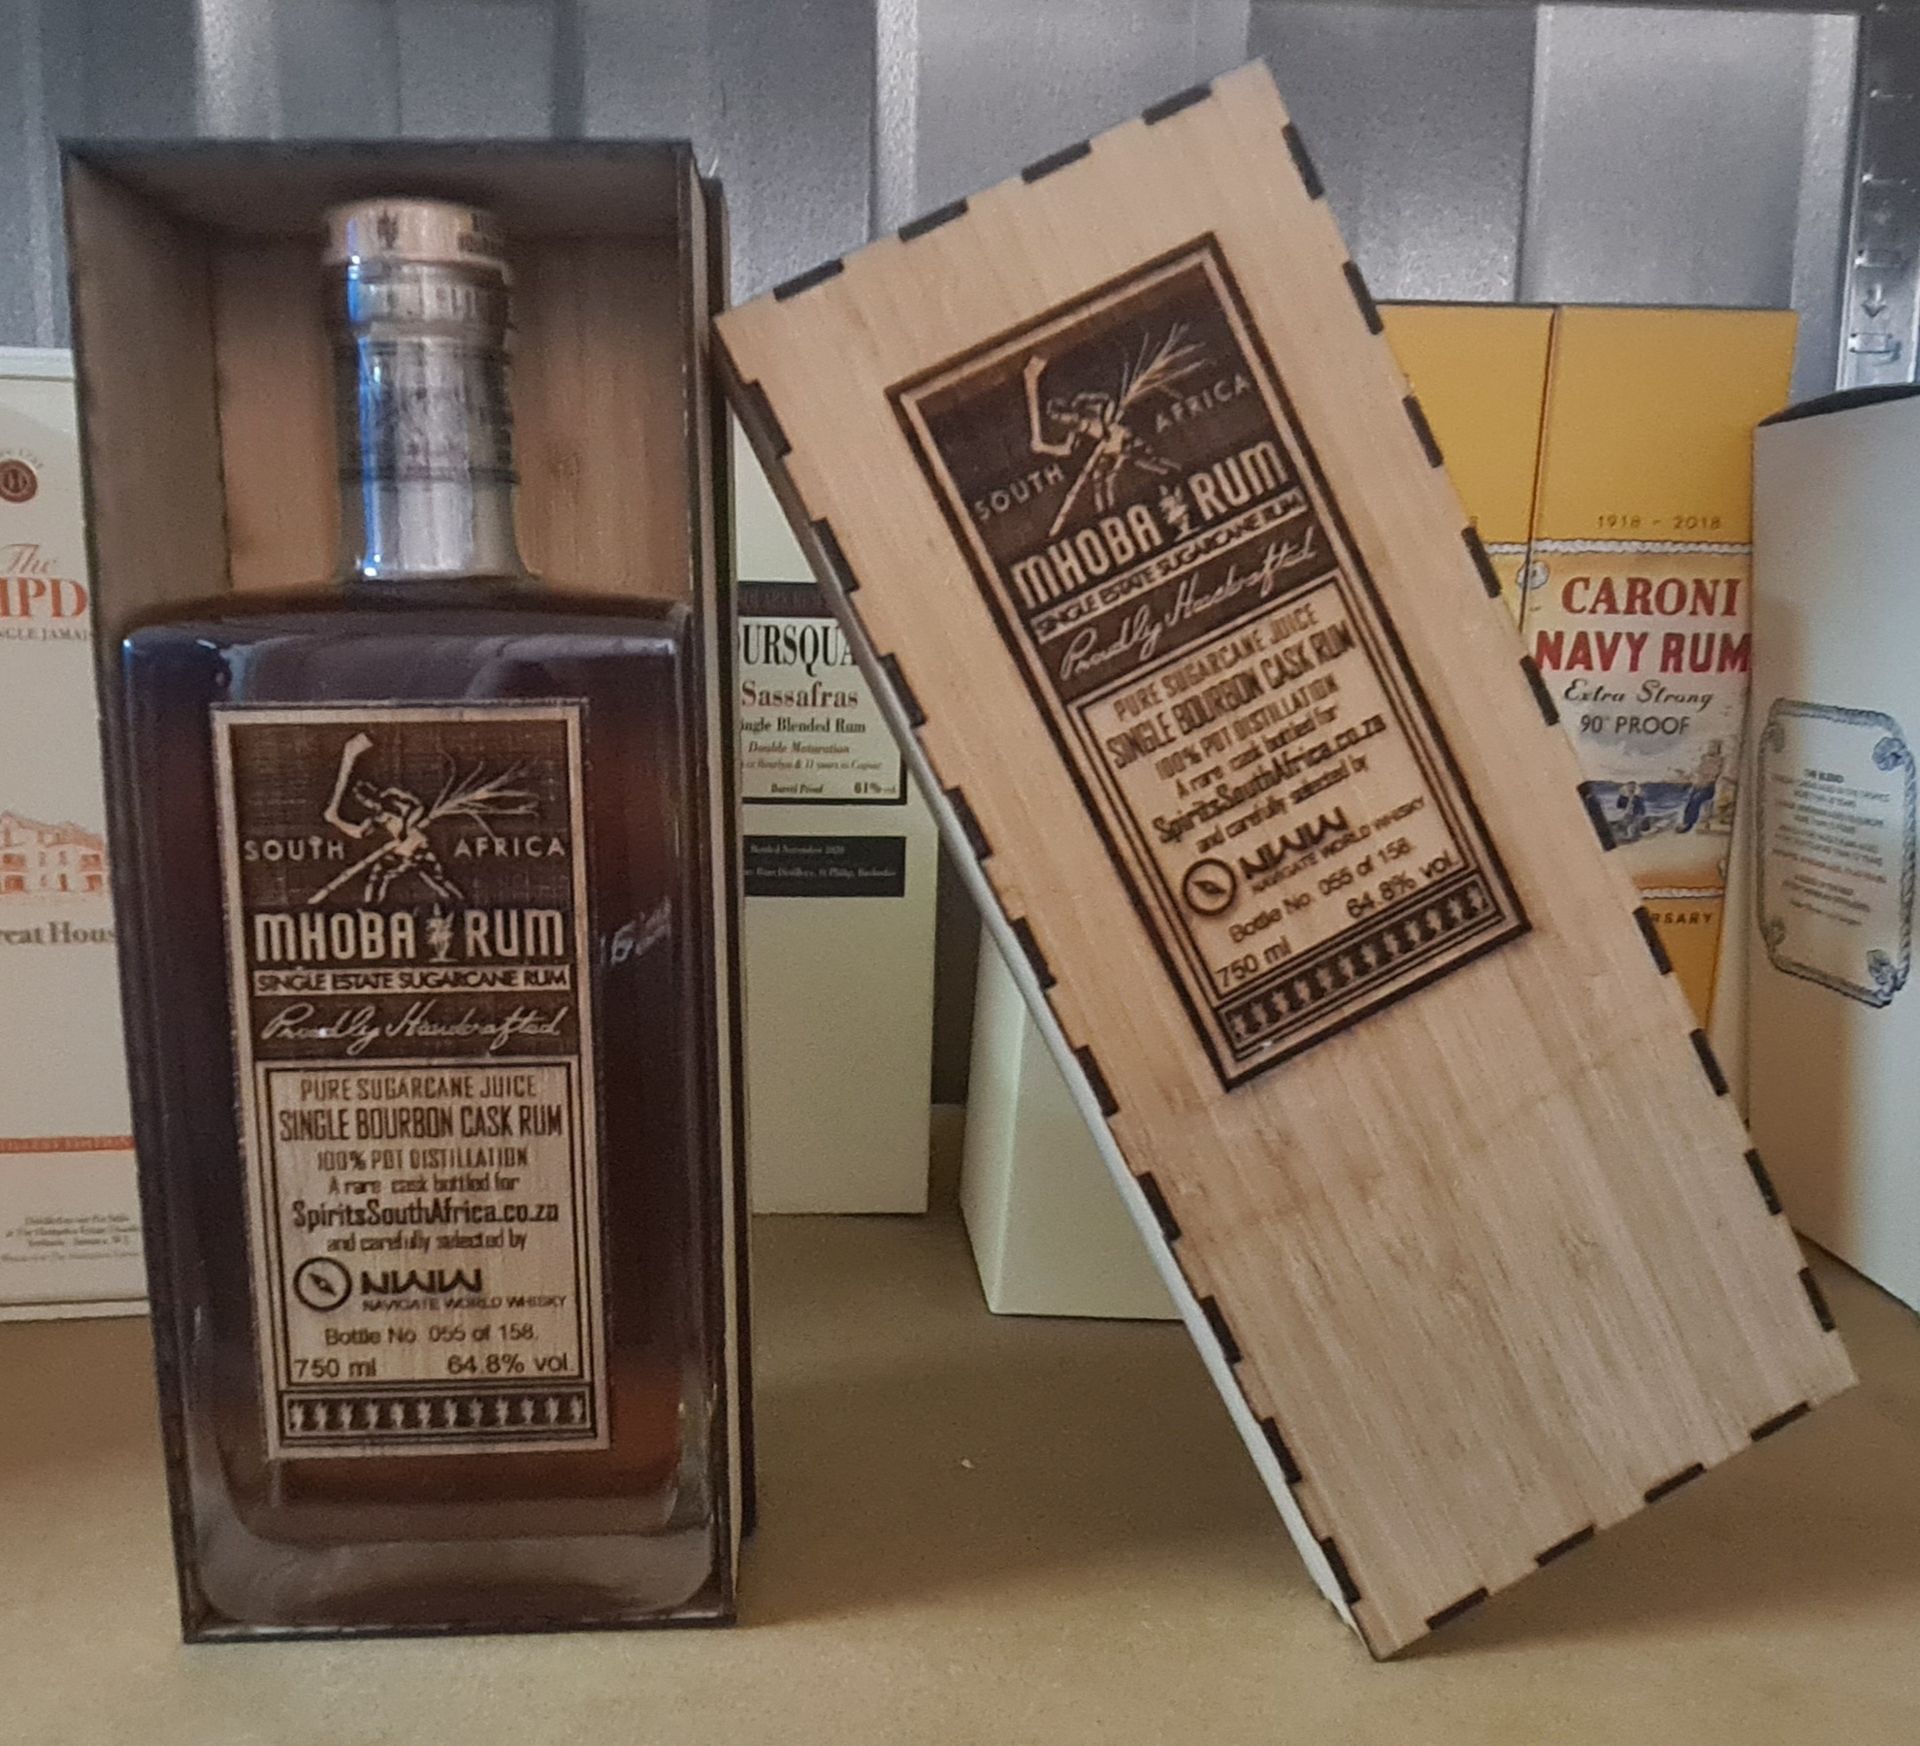 SOUTH AFRICA
MHOBA RUM
SINGLE ESTATE SUGARCANE RUM
Proudly Handcrafted
PURE SUGARCANE JUICE
SINGLE BOURBON CASK RUM
100% POT DISTILLATION
A rare cask bottled for
SpiritsSouthAfrica.co.za
and carefully selected by
NWW
NAVIGATE WORLD WHISKY
Bottle No 055 of 158.
750 ml 64.8% vol.
SOUTH AFRICA
MHOBA RUM
SINGLE ESTATE SUGARCANE RUM
Proudly Handcrafted
PURE SUGARCANE JUICE
SINGLE BOURBON CASK RUM
100% POT DISTILLATION
A rare cask bottled for
SpiritsSouthAfrica.co.za
and carefully selected by
NWW
NAVIGATE WORLD WHISKY
Bottle No. 055 of 158.
64.8% vol.
750 ml
The
Sassafras
Blended Rum
Double Maturation
Barrel Proof 61%
1918 - 2018
CARONI
NAVY RUM
Extra Strong
90° PROOF
THE BLEND